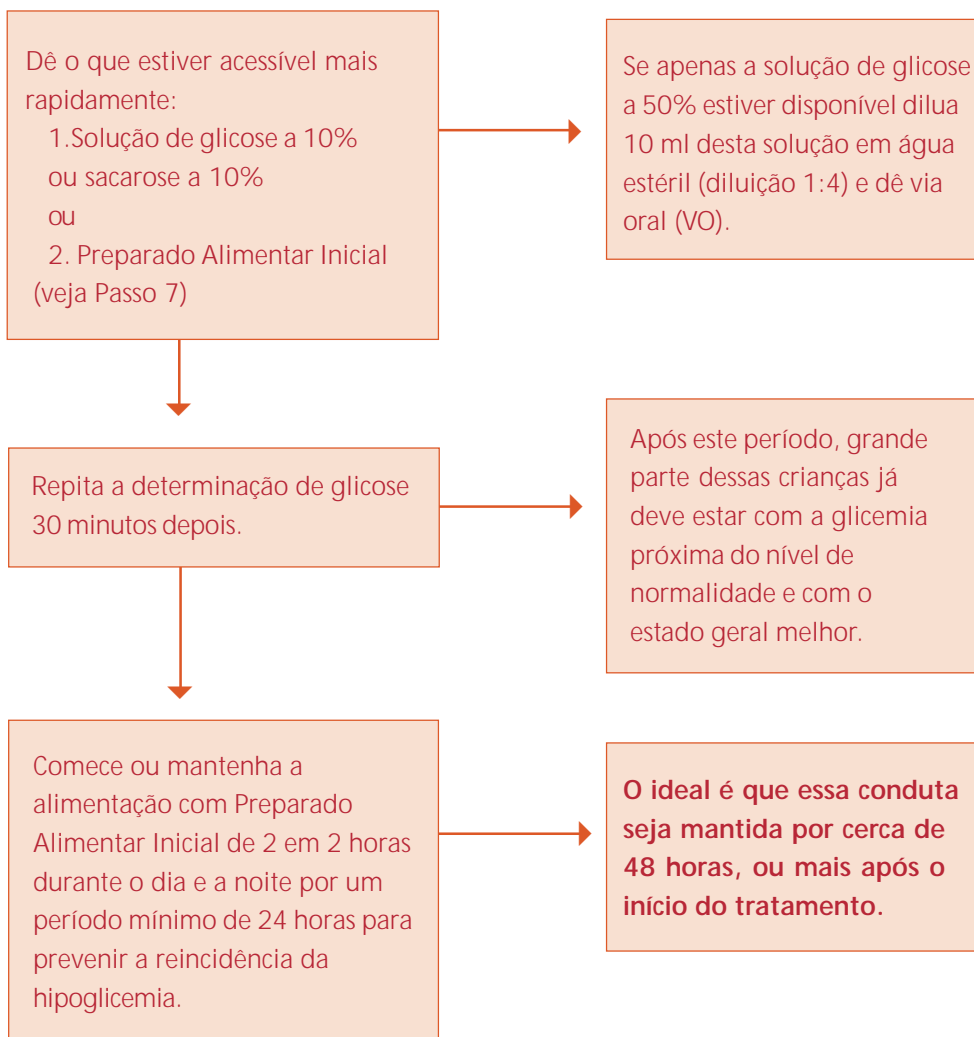 Dê o que estiver acessível mais
rapidamente:
1.Solução de glicose a 10%
ou sacarose a 10%
ou
2. Preparado Alimentar Inicial
(veja Passo 7)
Se apenas a solução de glicose
a 50% estiver disponível dilua
10 ml desta solução em água
estéril (diluição 1:4) e dê via
oral (VO).
Repita a determinação de glicose
30 minutos depois.
Após este período, grande
parte dessas crianças já
deve estar com a glicemia
próxima do nível de
normalidade e com o
estado geral melhor.
Comece ou mantenha a
alimentação com Preparado
Alimentar Inicial de 2 em 2 horas
durante o dia e a noite por um
período mínimo de 24 horas para
prevenir a reincidência da
hipoglicemia.
O ideal é que essa conduta
seja mantida por cerca de
48 horas, ou mais após o
início do tratamento.